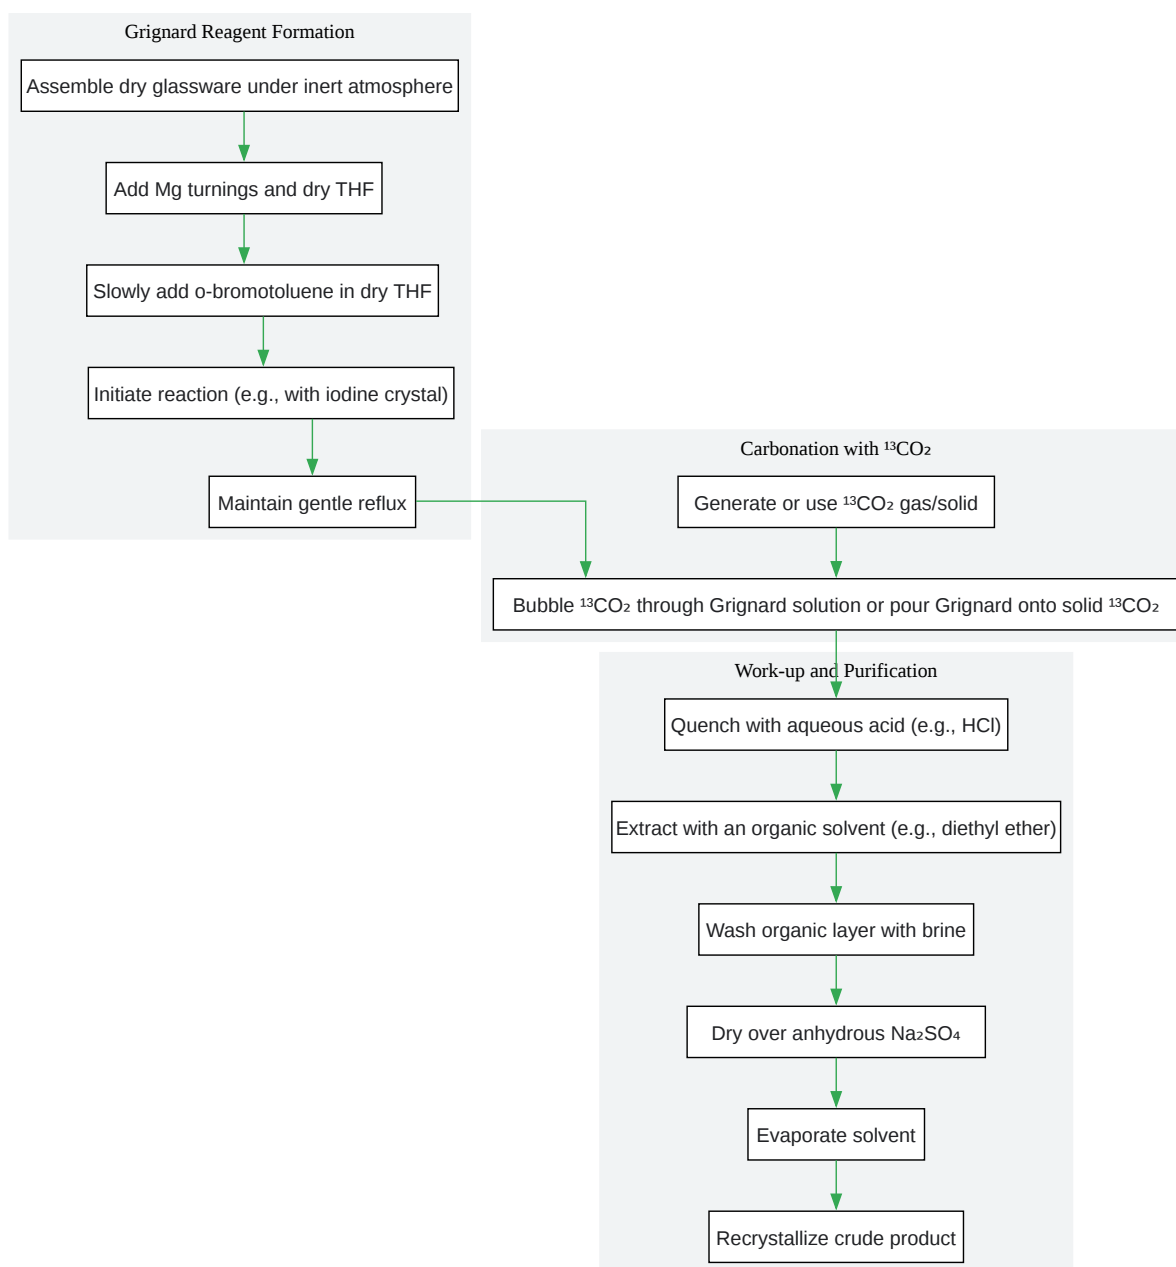 Grignard Reagent Formation
Assemble dry glassware under inert atmosphere
Add Mg turnings and dry THF
Slowly add o-bromotoluene in dry THF
Initiate reaction (e.g., with iodine crystal)
Maintain gentle reflux
Carbonation with ¹³CO₂
Generate or use ¹³CO₂ gas/solid
Bubble ¹³CO₂ through Grignard solution or pour Grignard onto solid ¹³CO₂
Work-up and Purification
Quench with aqueous acid (e.g., HCl)
Extract with an organic solvent (e.g., diethyl ether)
Wash organic layer with brine
Dry over anhydrous Na₂SO₄
Evaporate solvent
Recrystallize crude product